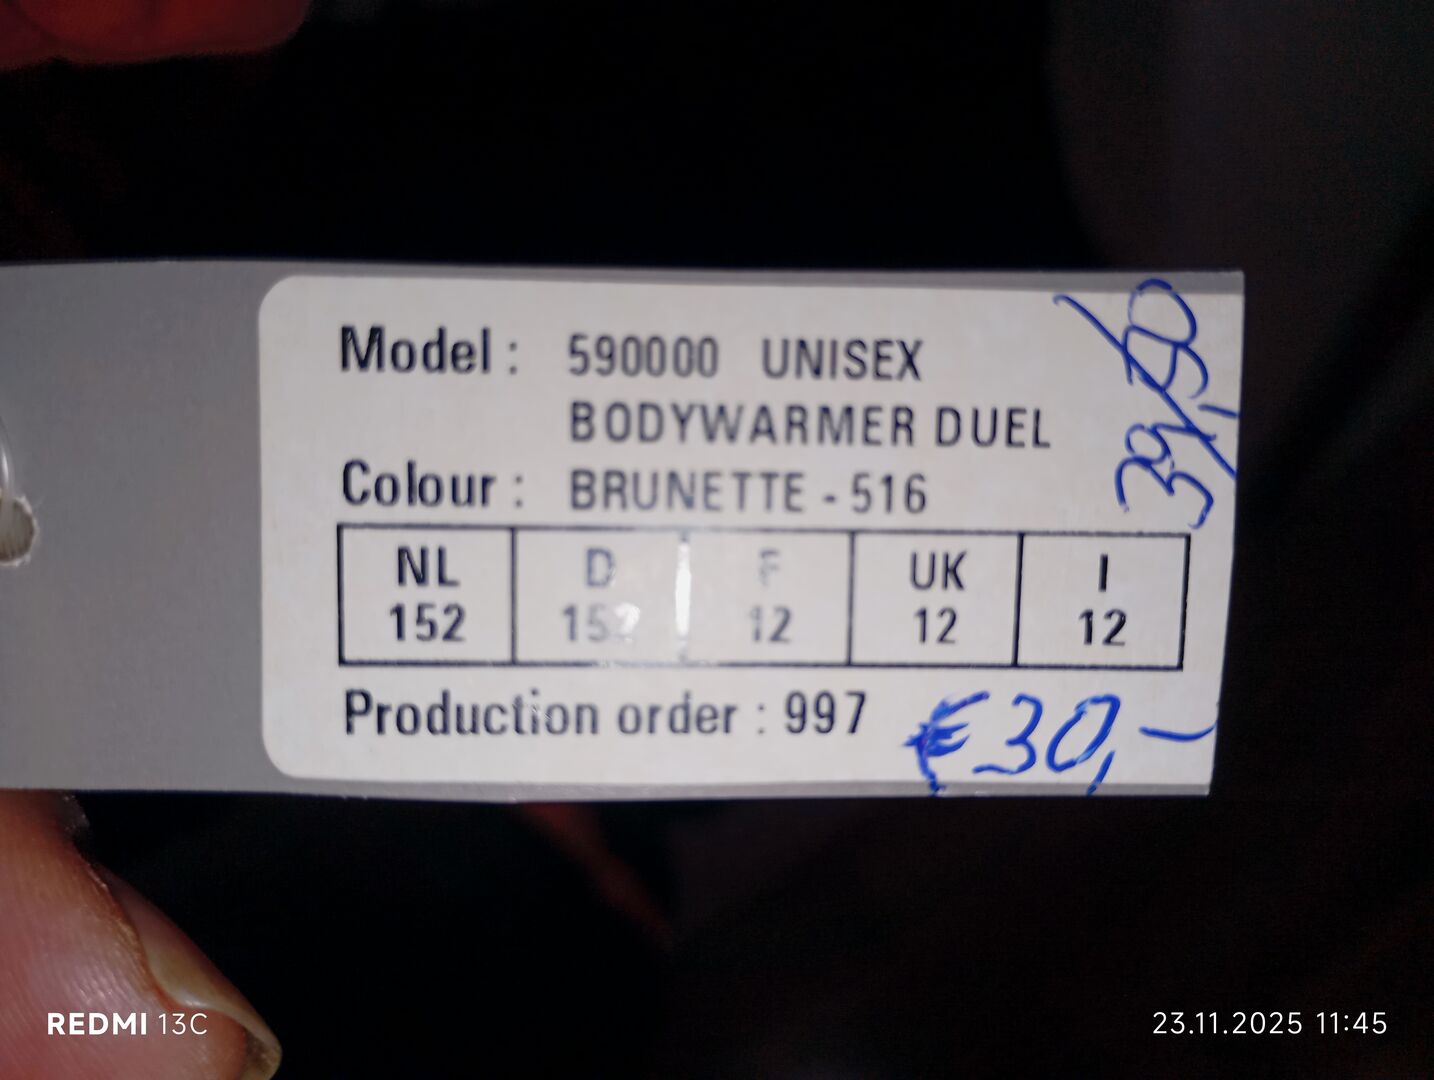 Model : 590000 UNISEX
BODYWARMER DUEL
Colour : BRUNETTE - 516
NL D F UK I
152 152 12 12 12
Production order : 997
39,50
€30,-
REDMI 13C
23.11.2025 11:45